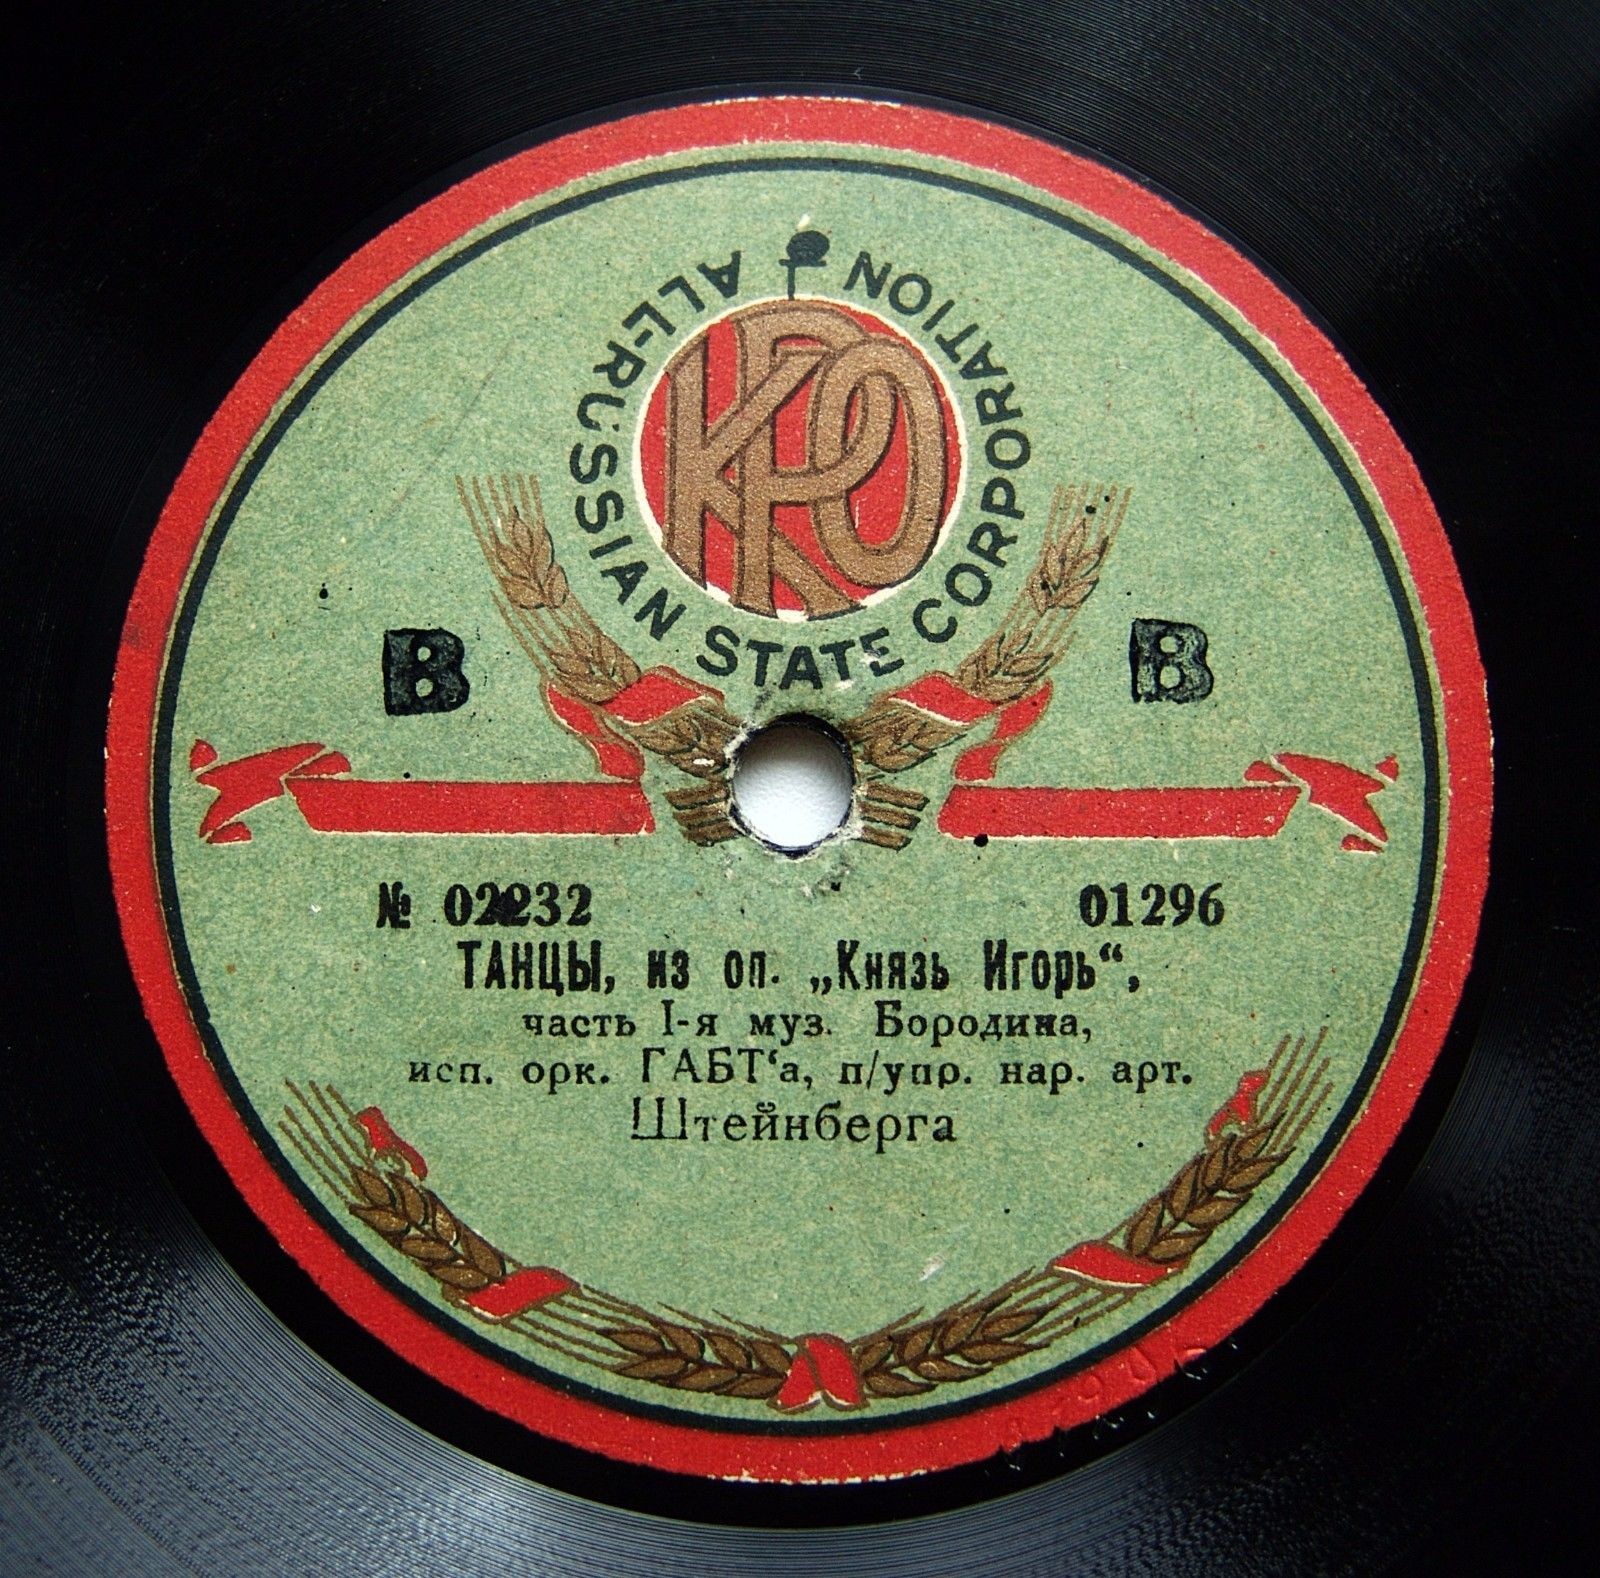 ALL-RUSSIAN STATE CORPORATION
КРО
В В
№ 02232 01296
ТАНЦЫ, из оп. „Князь Игорь“,
часть I-я муз. Бородина,
исп. орк. ГАБТ‘а, п/упр. нар. арт.
Штейнберга